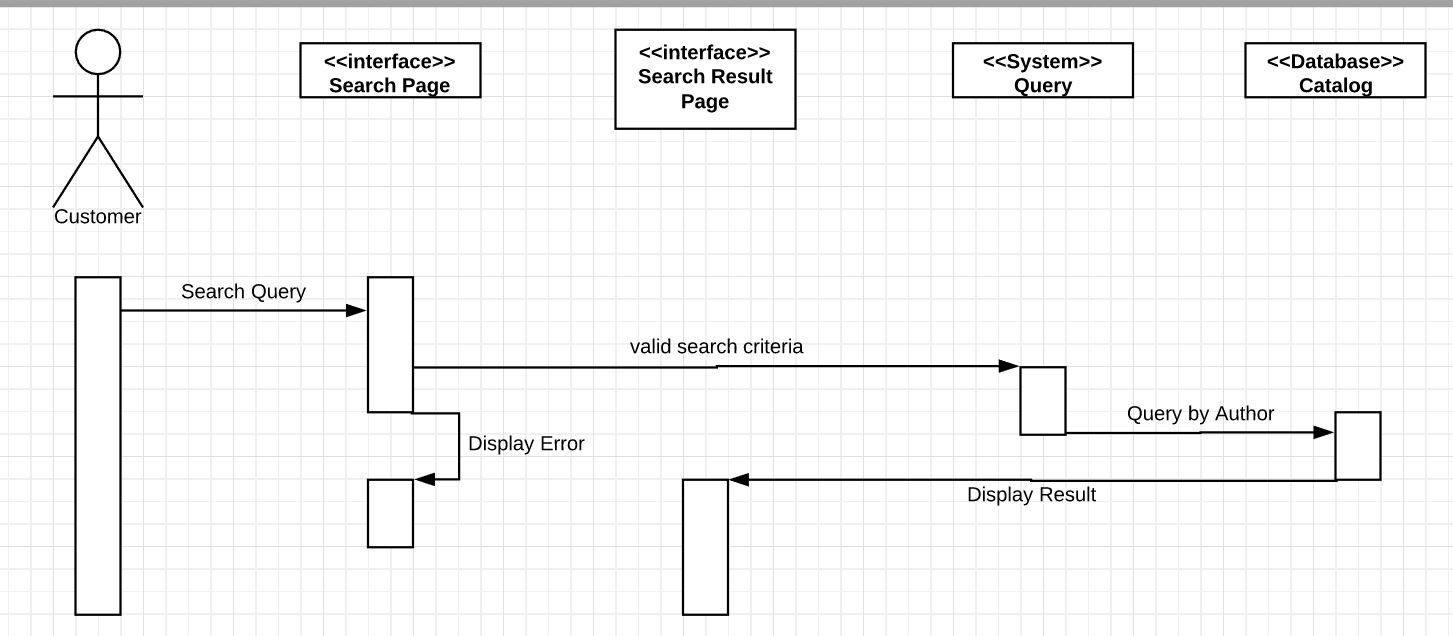 <<interface>>
Search Page
<<interface>>
Search Result
Page
<<System>>
Query
<<Database>>
Catalog
Customer
Search Query
valid search criteria
Query by Author
Display Error
Display Result